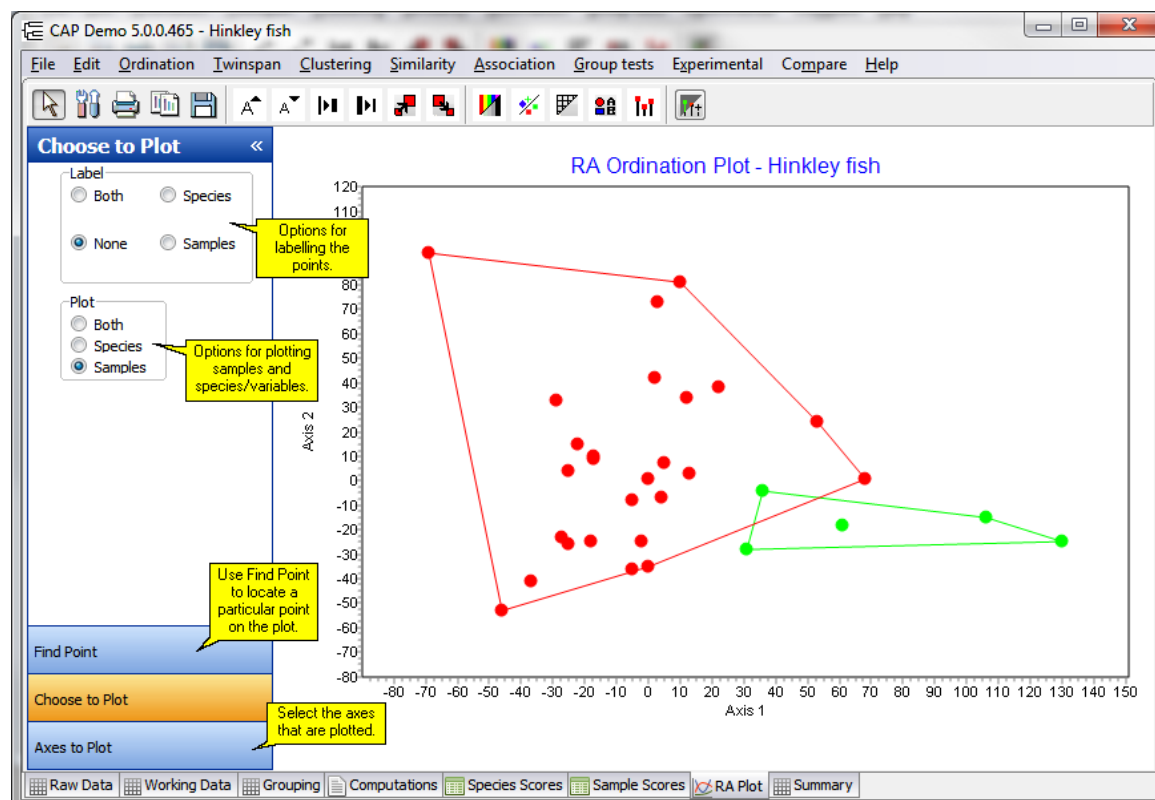 CAP Demo 5.0.0.465 - Hinkley fish
File Edit Ordination Twinspan Clustering Similarity Association Group tests Experimental Compare Help
A A
Choose to Plot «
Label
Both Species
None Samples
Options for
labelling the
points.
Plot
Both
Species
Samples
Options for plotting
samples and
species/variables.
Use Find Point
to locate a
particular point
on the plot.
Find Point
Choose to Plot
Select the axes
that are plotted.
Axes to Plot
RA Ordination Plot - Hinkley fish
120
110
80
70
60
50
40
30
20
10
0
-10
-20
-30
-40
-50
-60
-70
-80
Axis 2
-80 -70 -60 -50 -40 -30 -20 -10 0 10 20 30 40 50 60 70 80 90 100 110 120 130 140 150
Axis 1
Raw Data Working Data Grouping Computations Species Scores Sample Scores RA Plot Summary